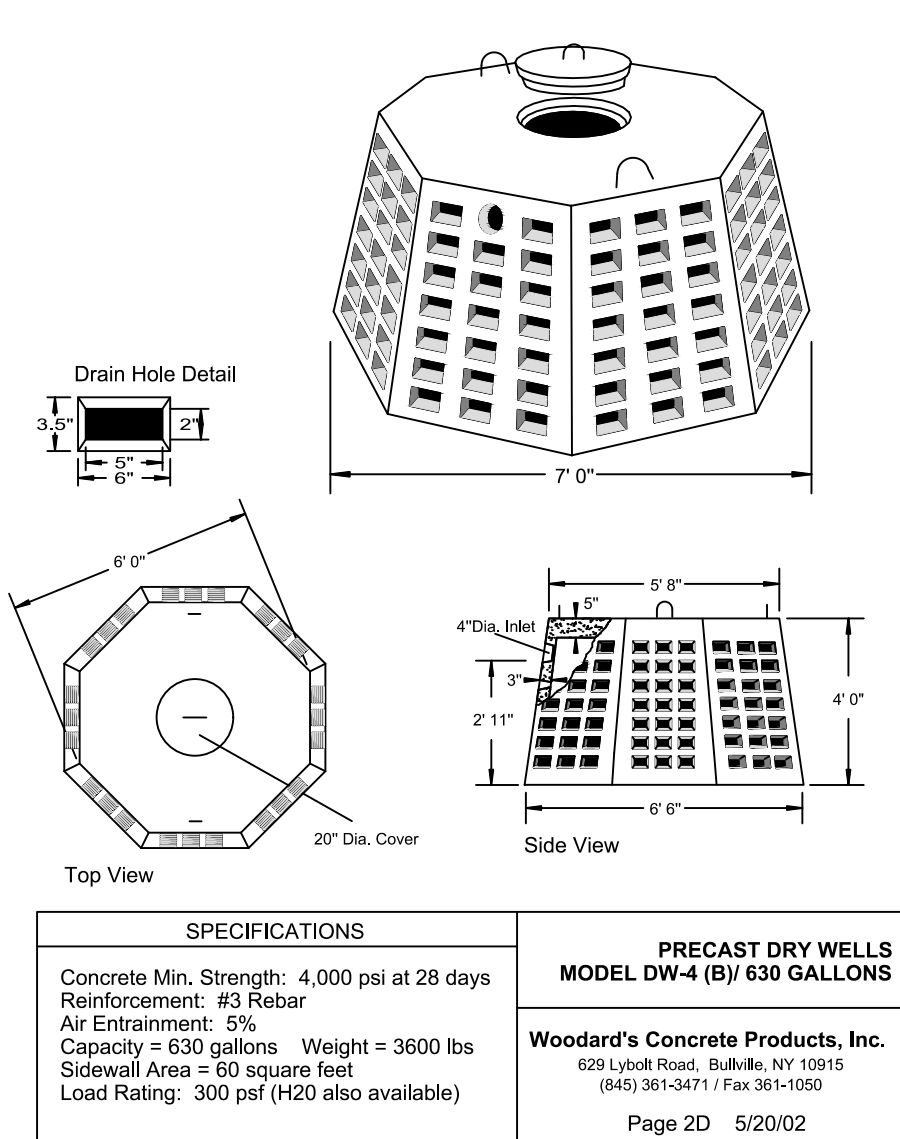 Drain Hole Detail
3.5"
2"
5"
6"
7' 0"
6' 0"
20" Dia. Cover
Top View
5' 8"
5"
4"Dia. Inlet
3"
2' 11"
4' 0"
6' 6"
Side View
SPECIFICATIONS
Concrete Min. Strength: 4,000 psi at 28 days
Reinforcement: #3 Rebar
Air Entrainment: 5%
Capacity = 630 gallons Weight = 3600 lbs
Sidewall Area = 60 square feet
Load Rating: 300 psf (H20 also available)
PRECAST DRY WELLS
MODEL DW-4 (B)/ 630 GALLONS
Woodard's Concrete Products, Inc.
629 Lybolt Road, Bullville, NY 10915
(845) 361-3471 / Fax 361-1050
Page 2D 5/20/02